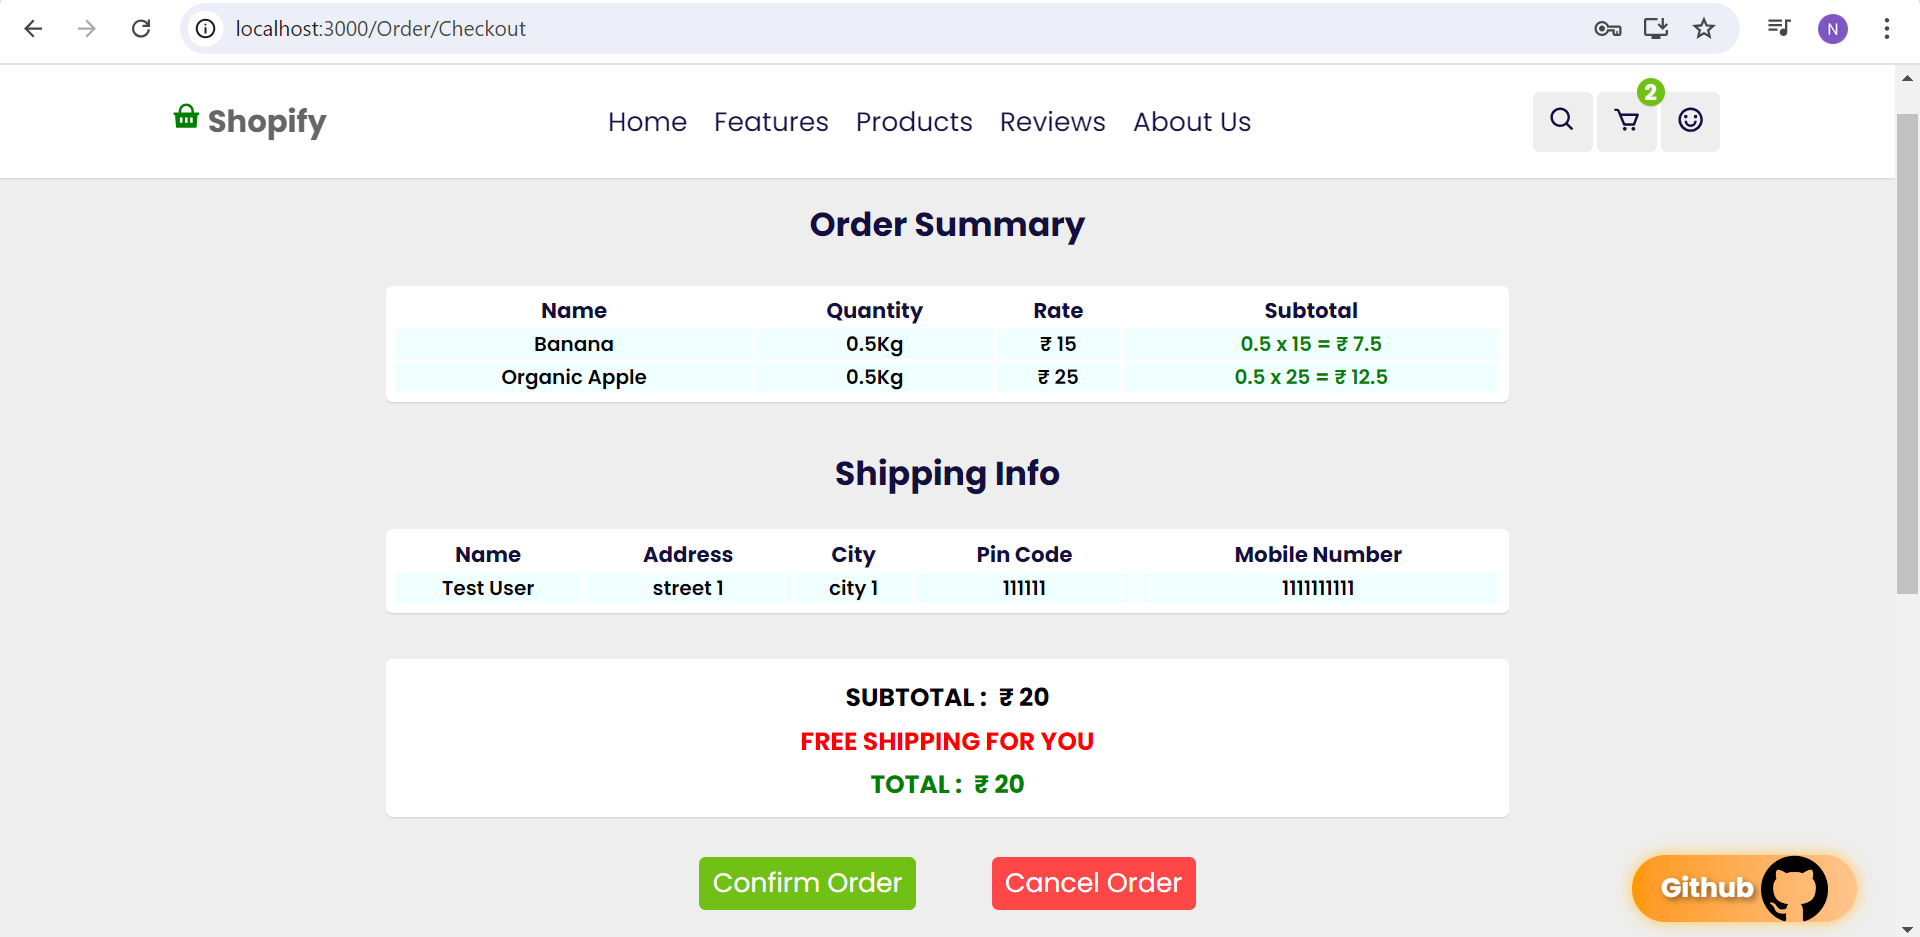 localhost:3000/Order/Checkout
N
Shopify
Home Features Products Reviews About Us
2
Order Summary
Name Quantity Rate Subtotal
Banana 0.5Kg ₹ 15 0.5 x 15 = ₹ 7.5
Organic Apple 0.5Kg ₹ 25 0.5 x 25 = ₹ 12.5
Shipping Info
Name Address City Pin Code Mobile Number
Test User street 1 city 1 111111 1111111111
SUBTOTAL : ₹ 20
FREE SHIPPING FOR YOU
TOTAL : ₹ 20
Confirm Order Cancel Order
Github